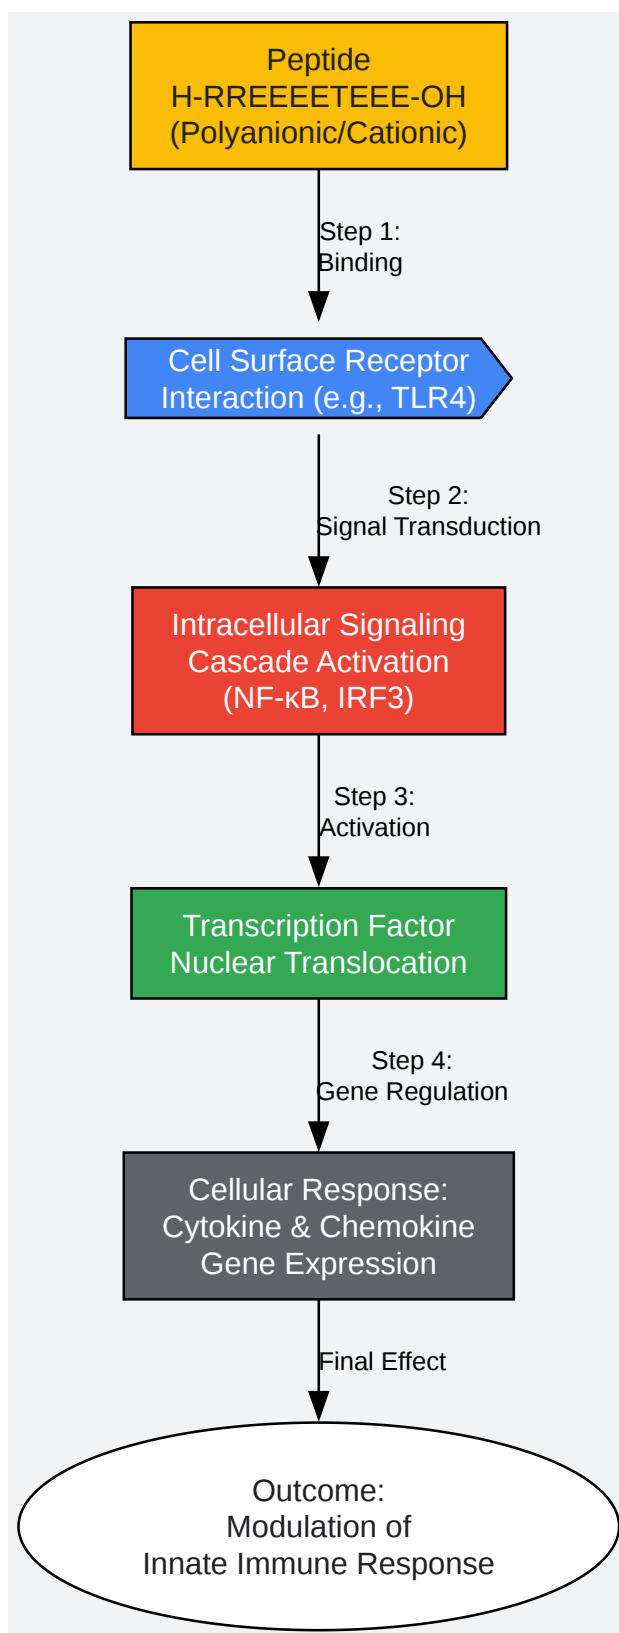 Peptide
H-RREEEETEEE-OH
(Polyanionic/Cationic)
Step 1:
Binding
Cell Surface Receptor
Interaction (e.g., TLR4)
Step 2:
Signal Transduction
Intracellular Signaling
Cascade Activation
(NF-κB, IRF3)
Step 3:
Activation
Transcription Factor
Nuclear Translocation
Step 4:
Gene Regulation
Cellular Response:
Cytokine & Chemokine
Gene Expression
Final Effect
Outcome:
Modulation of
Innate Immune Response